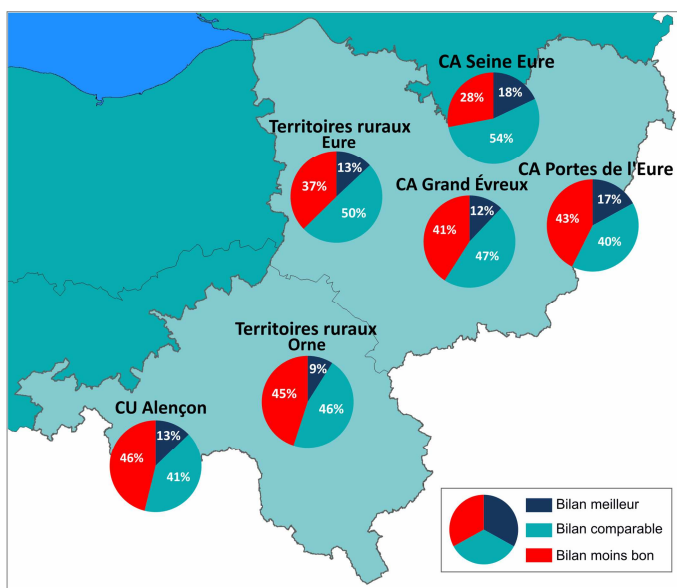 CA Seine Eure
28%
18%
54%
Territoires ruraux
Eure
37%
13%
50%
CA Grand Évreux
41%
12%
47%
CA Portes de l'Eure
43%
17%
40%
Territoires ruraux
Orne
45%
9%
46%
CU Alençon
46%
13%
41%
Bilan meilleur
Bilan comparable
Bilan moins bon